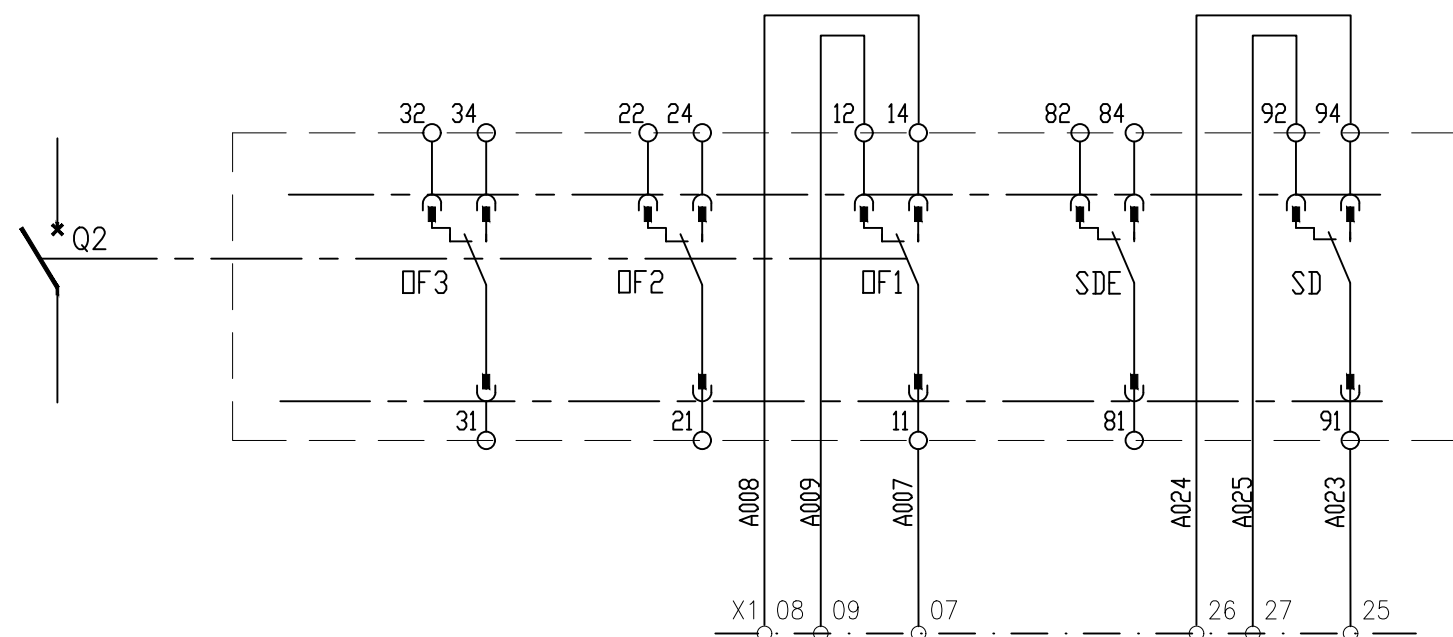 32 34 22 24 12 14 82 84 92 94
Q2
OF3 OF2 OF1 SDE SD
31 21 11 81 91
A008 A009 A007 A024 A025 A023
X1 08 09 07 26 27 25